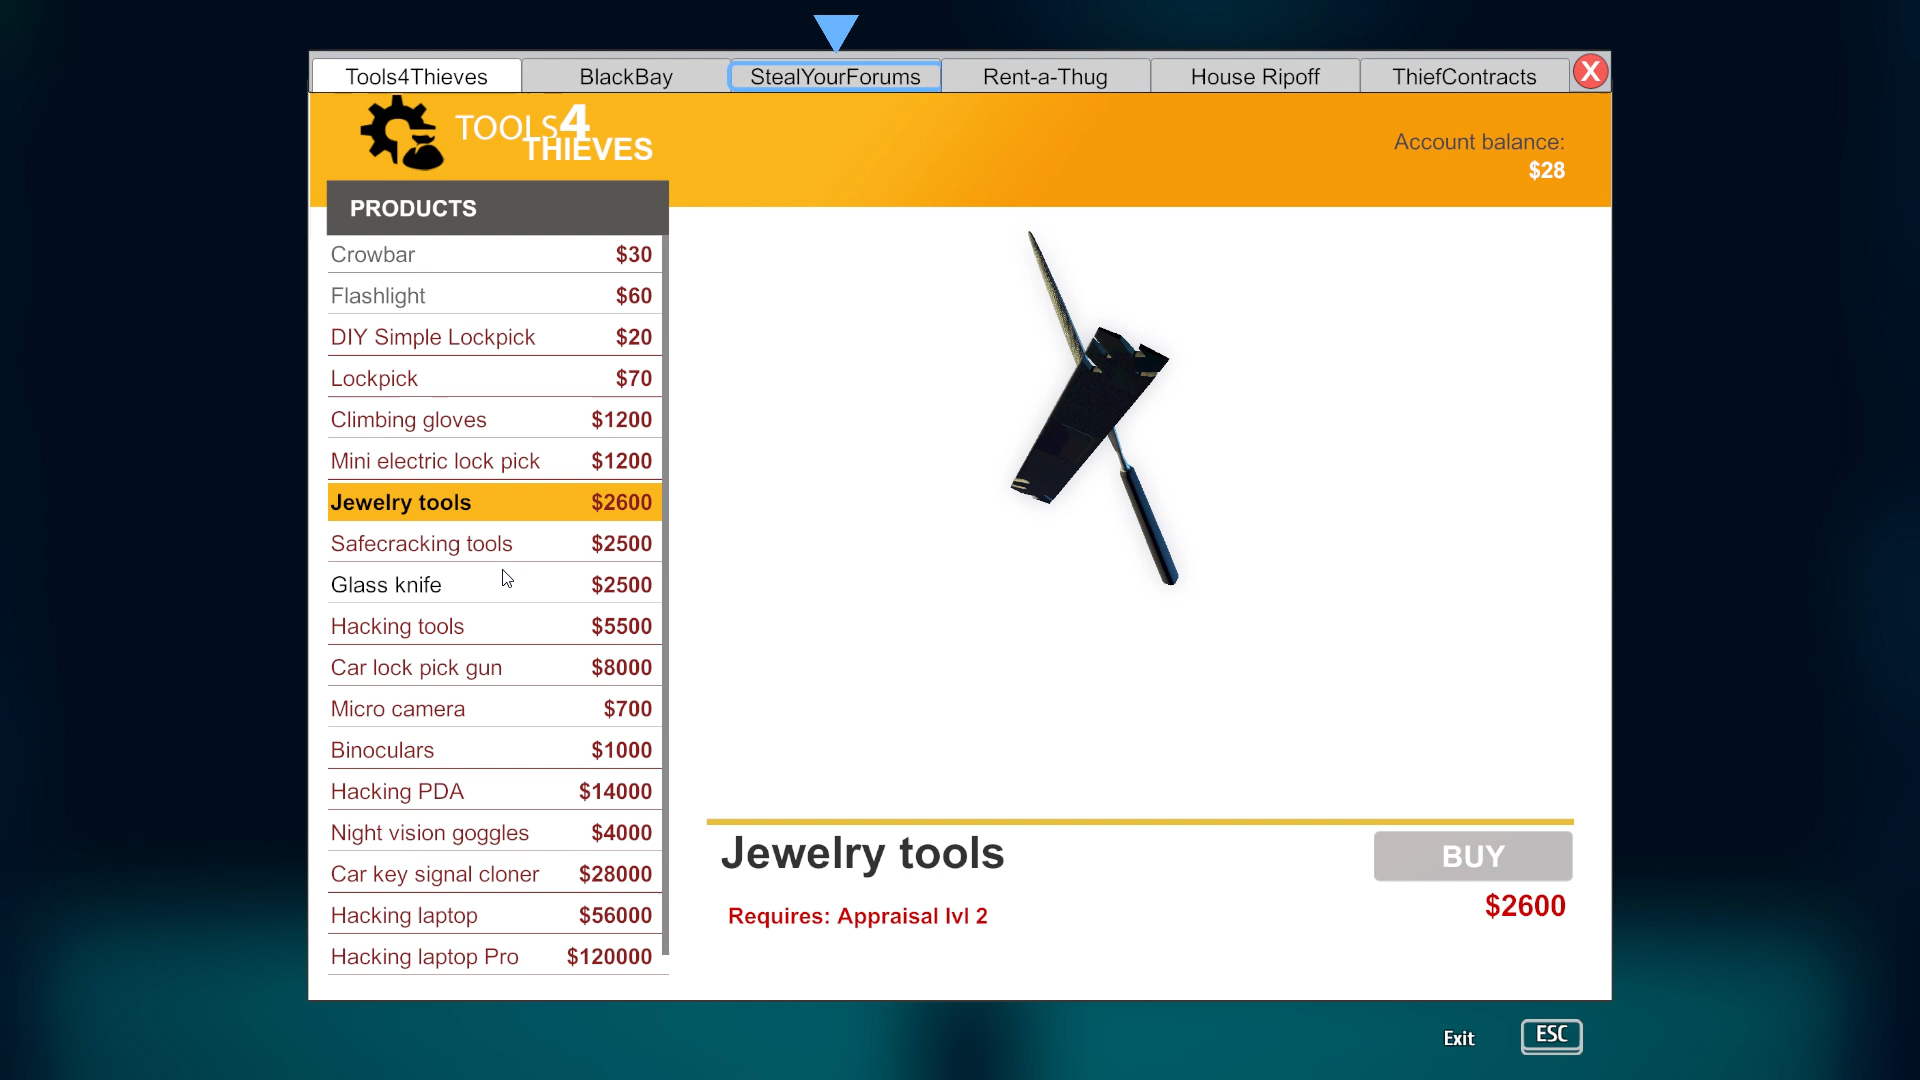 Tools4Thieves
BlackBay
StealYourForums
Rent-a-Thug
House Ripoff
ThiefContracts
X
TOOLS4
THIEVES
Account balance:
$28
PRODUCTS
Crowbar $30
Flashlight $60
DIY Simple Lockpick $20
Lockpick $70
Climbing gloves $1200
Mini electric lock pick $1200
Jewelry tools $2600
Safecracking tools $2500
Glass knife $2500
Hacking tools $5500
Car lock pick gun $8000
Micro camera $700
Binoculars $1000
Hacking PDA $14000
Night vision goggles $4000
Car key signal cloner $28000
Hacking laptop $56000
Hacking laptop Pro $120000
Jewelry tools
BUY
Requires: Appraisal lvl 2
$2600
Exit ESC